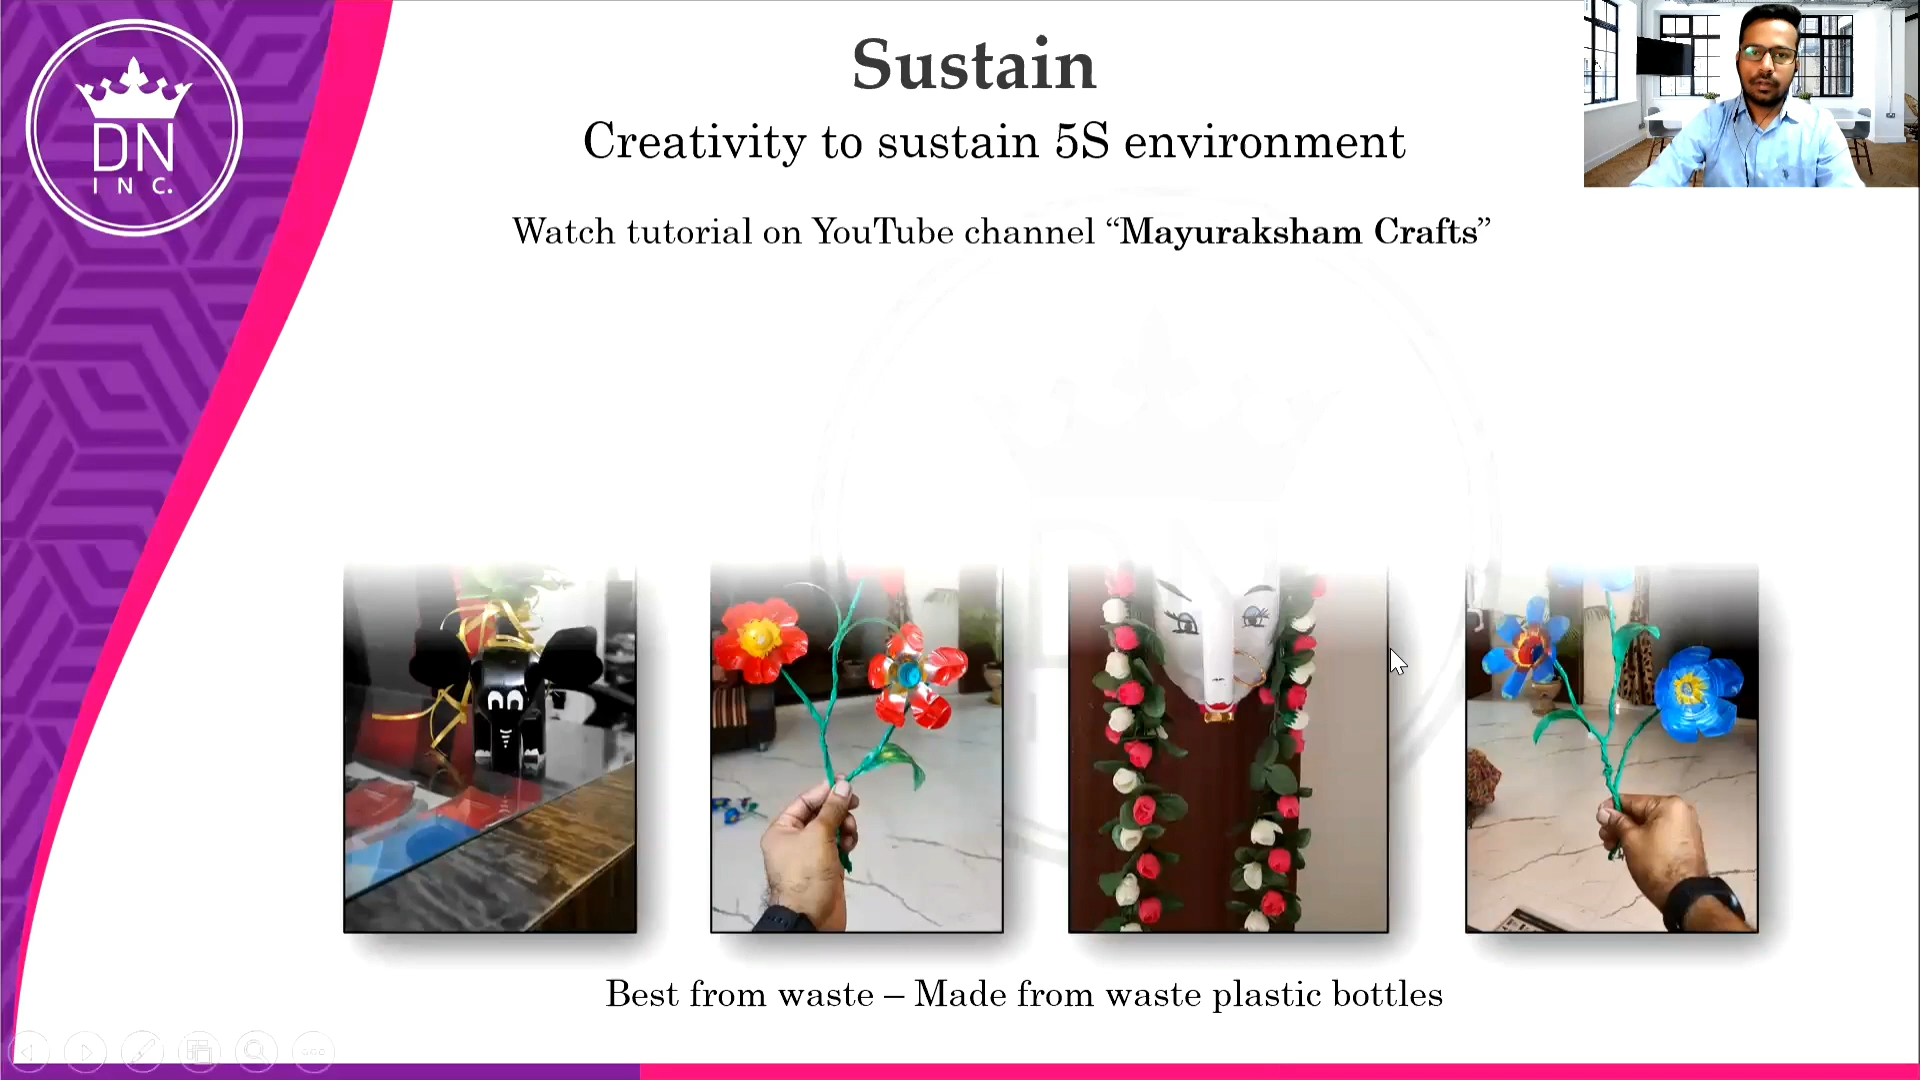 DN
INC.
Sustain
Creativity to sustain 5S environment
Watch tutorial on YouTube channel “Mayuraksham Crafts”
Best from waste – Made from waste plastic bottles